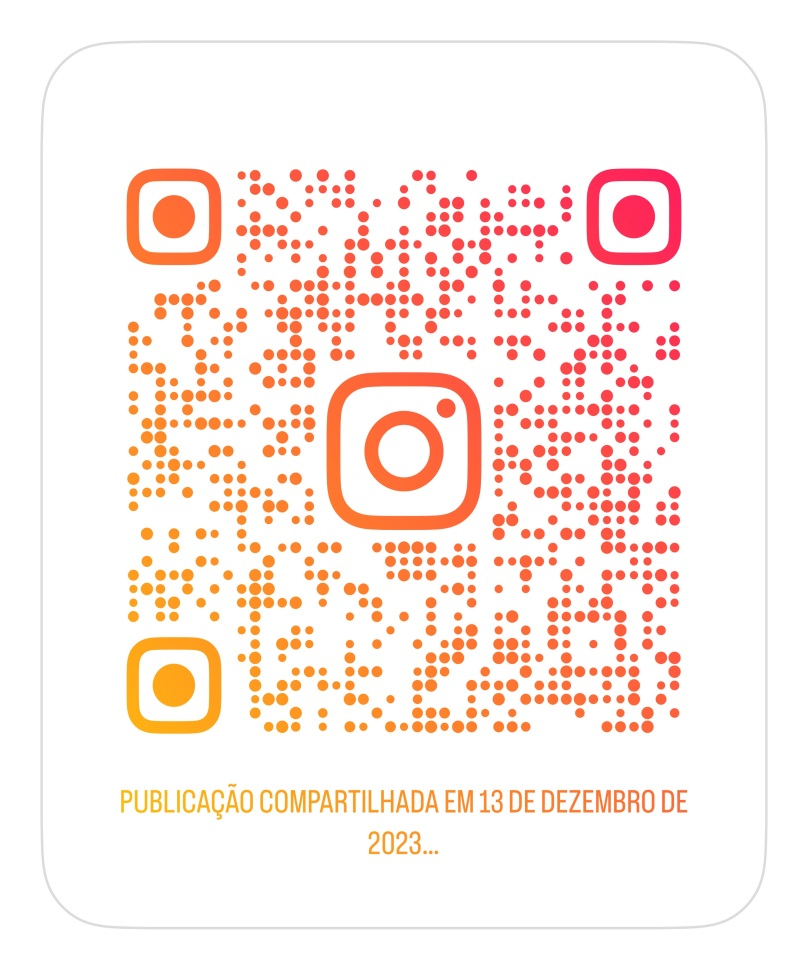 PUBLICAÇÃO COMPARTILHADA EM 13 DE DEZEMBRO DE
2023...